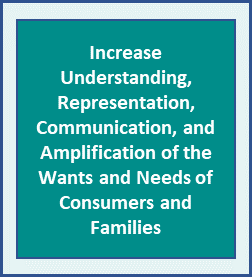 Increase
Understanding,
Representation,
Communication, and
Amplification of the
Wants and Needs of
Consumers and
Families